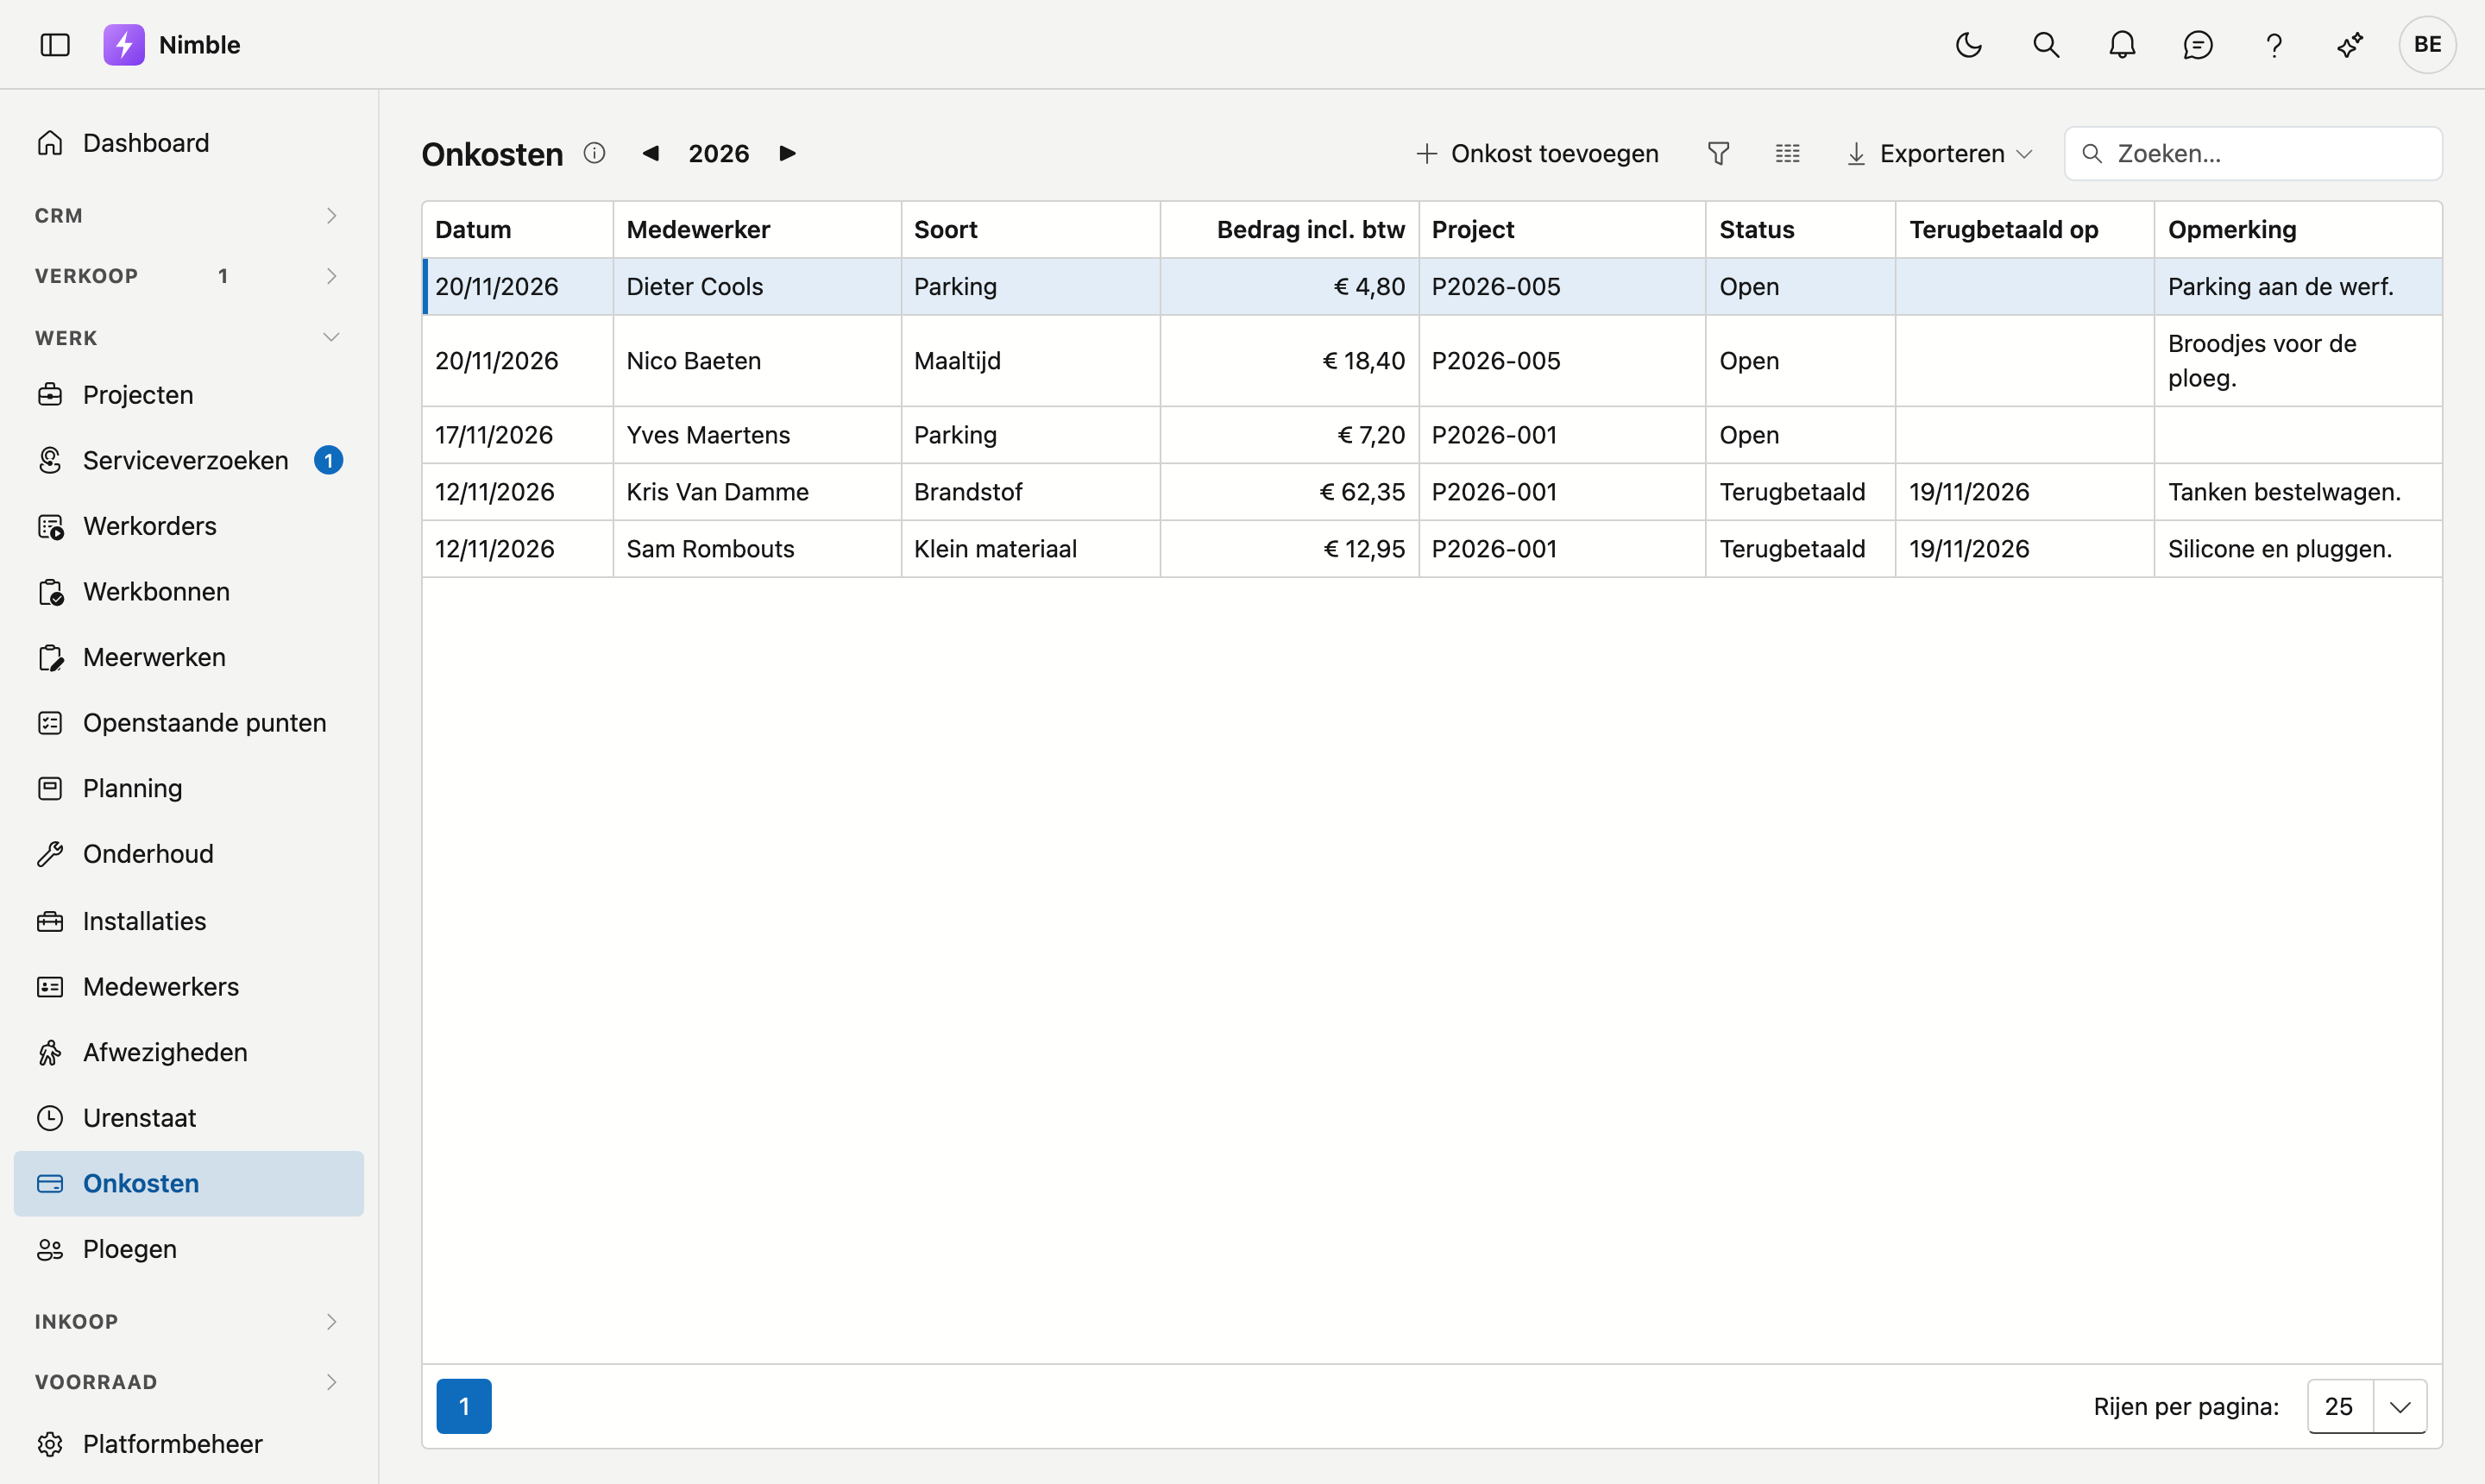 Nimble
BE
Dashboard
CRM
VERKOOP 1
WERK
Projecten
Serviceverzoeken 1
Werkorders
Werkbonnen
Meerwerken
Openstaande punten
Planning
Onderhoud
Installaties
Medewerkers
Afwezigheden
Urenstaat
Onkosten
Ploegen
INKOOP
VOORRAAD
Platformbeheer
Onkosten 2026 Onkost toevoegen Exporteren Zoeken...
Datum Medewerker Soort Bedrag incl. btw Project Status Terugbetaald op Opmerking
20/11/2026 Dieter Cools Parking € 4,80 P2026-005 Open Parking aan de werf.
20/11/2026 Nico Baeten Maaltijd € 18,40 P2026-005 Open Broodjes voor de
ploeg.
17/11/2026 Yves Maertens Parking € 7,20 P2026-001 Open
12/11/2026 Kris Van Damme Brandstof € 62,35 P2026-001 Terugbetaald 19/11/2026 Tanken bestelwagen.
12/11/2026 Sam Rombouts Klein materiaal € 12,95 P2026-001 Terugbetaald 19/11/2026 Silicone en pluggen.
1 Rijen per pagina: 25